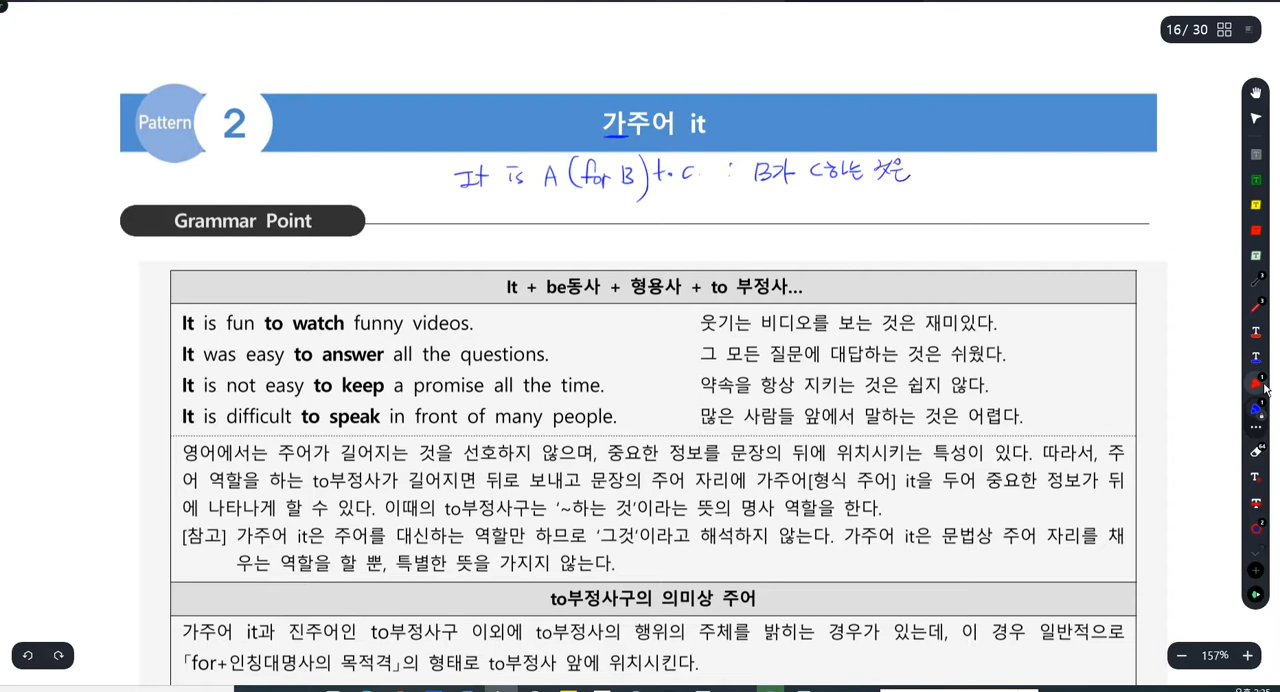 16/ 30
Pattern 2 가주어 it
It is A (for B) to C : B가 C하는 것은
Grammar Point
It + be동사 + 형용사 + to 부정사...
It is fun to watch funny videos. 웃기는 비디오를 보는 것은 재미있다.
It was easy to answer all the questions. 그 모든 질문에 대답하는 것은 쉬웠다.
It is not easy to keep a promise all the time. 약속을 항상 지키는 것은 쉽지 않다.
It is difficult to speak in front of many people. 많은 사람들 앞에서 말하는 것은 어렵다.
영어에서는 주어가 길어지는 것을 선호하지 않으며, 중요한 정보를 문장의 뒤에 위치시키는 특성이 있다. 따라서, 주
어 역할을 하는 to부정사가 길어지면 뒤로 보내고 문장의 주어 자리에 가주어[형식 주어] it을 두어 중요한 정보가 뒤
에 나타나게 할 수 있다. 이때의 to부정사구는 '~하는 것'이라는 뜻의 명사 역할을 한다.
[참고] 가주어 it은 주어를 대신하는 역할만 하므로 '그것'이라고 해석하지 않는다. 가주어 it은 문법상 주어 자리를 채
우는 역할을 할 뿐, 특별한 뜻을 가지지 않는다.
to부정사구의 의미상 주어
가주어 it과 진주어인 to부정사구 이외에 to부정사의 행위의 주체를 밝히는 경우가 있는데, 이 경우 일반적으로
「for+인칭대명사의 목적격」의 형태로 to부정사 앞에 위치시킨다.
157%